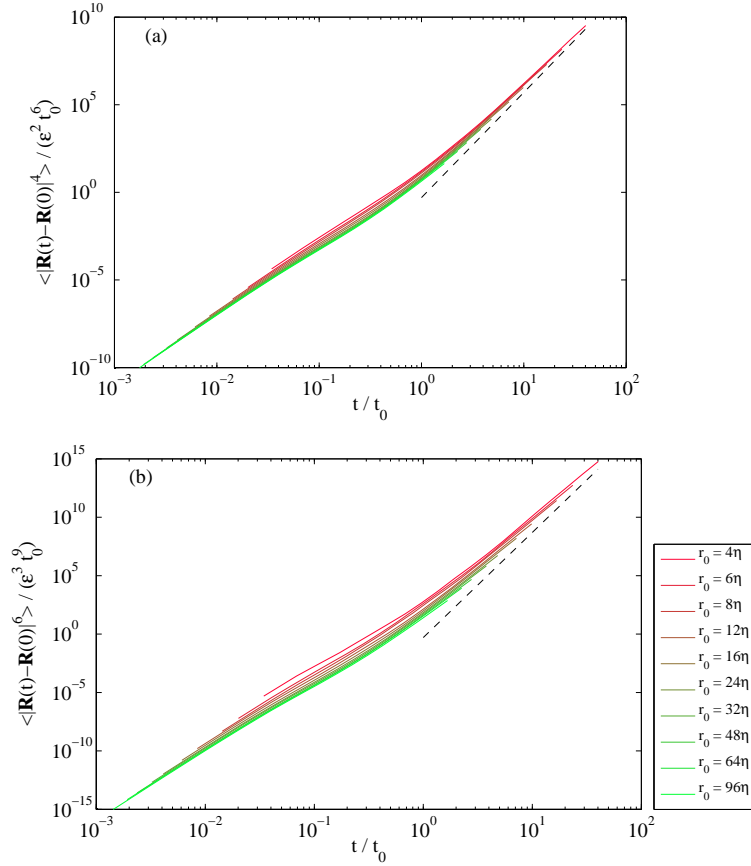 (a)
10^10
10^5
10^0
10^−5
10^−10
<|R(t)−R(0)|^4> / (ε^2 t_0^6)
10^−3 10^−2 10^−1 10^0 10^1 10^2
t / t_0
(b)
10^15
10^10
10^5
10^0
10^−5
10^−10
10^−15
<|R(t)−R(0)|^6> / (ε^3 t_0^9)
10^−3 10^−2 10^−1 10^0 10^1 10^2
t / t_0
r_0 = 4η
r_0 = 6η
r_0 = 8η
r_0 = 12η
r_0 = 16η
r_0 = 24η
r_0 = 32η
r_0 = 48η
r_0 = 64η
r_0 = 96η